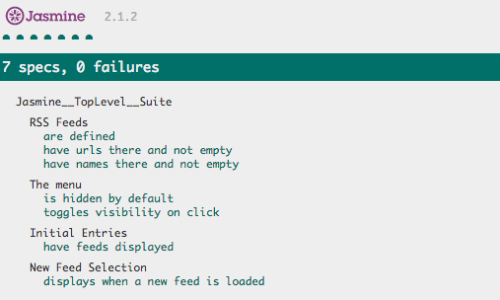 Jasmine 2.1.2
7 specs, 0 failures
Jasmine__TopLevel__Suite
RSS Feeds
are defined
have urls there and not empty
have names there and not empty
The menu
is hidden by default
toggles visibility on click
Initial Entries
have feeds displayed
New Feed Selection
displays when a new feed is loaded